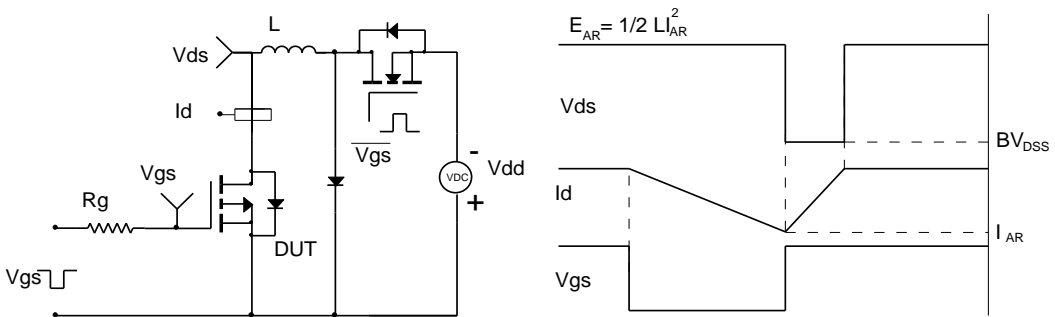 L
Vds
Id
Vgs
Rg
DUT
Vgs
Vgs
-
VDC
Vdd
+
E_AR = 1/2 LI_AR^2
Vds
BV_DSS
Id
I_AR
Vgs